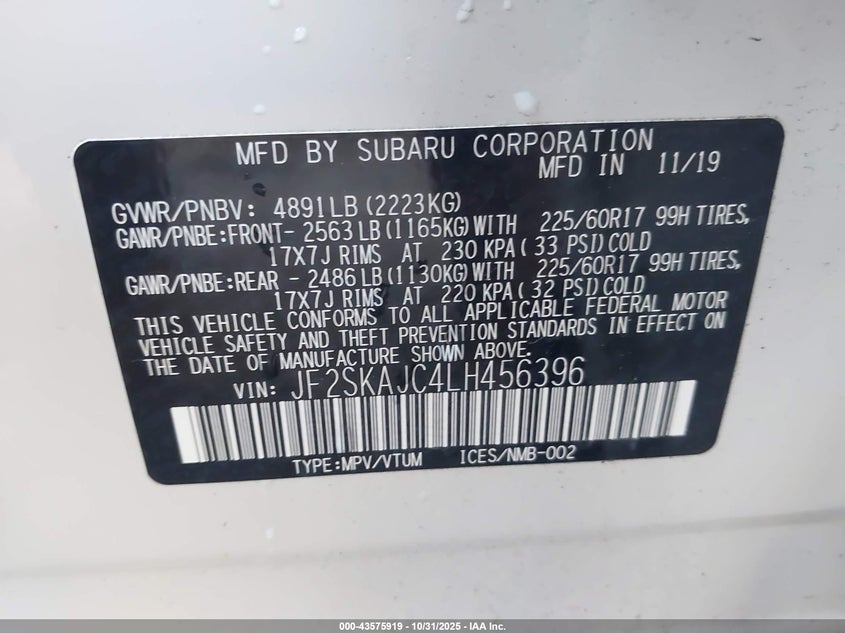 MFD BY SUBARU CORPORATION
MFD IN 11/19
GVWR/PNBV: 4891LB(2223KG)
GAWR/PNBE:FRONT- 2563LB(1165KG)WITH 225/60R17 99H TIRES,
17X7J RIMS AT 230 KPA( 33 PSI)COLD
GAWR/PNBE:REAR - 2486LB(1130KG)WITH 225/60R17 99H TIRES,
17X7J RIMS AT 220 KPA( 32 PSI)COLD
THIS VEHICLE CONFORMS TO ALL APPLICABLE FEDERAL MOTOR
VEHICLE SAFETY AND THEFT PREVENTION STANDARDS IN EFFECT ON
THE DATE OF MANUFACTURE SHOWN ABOVE.
VIN: JF2SKAJC4LH456396
TYPE:MPV/VTUM ICES/NMB-002
000-43575919 - 10/31/2025 - IAA Inc.